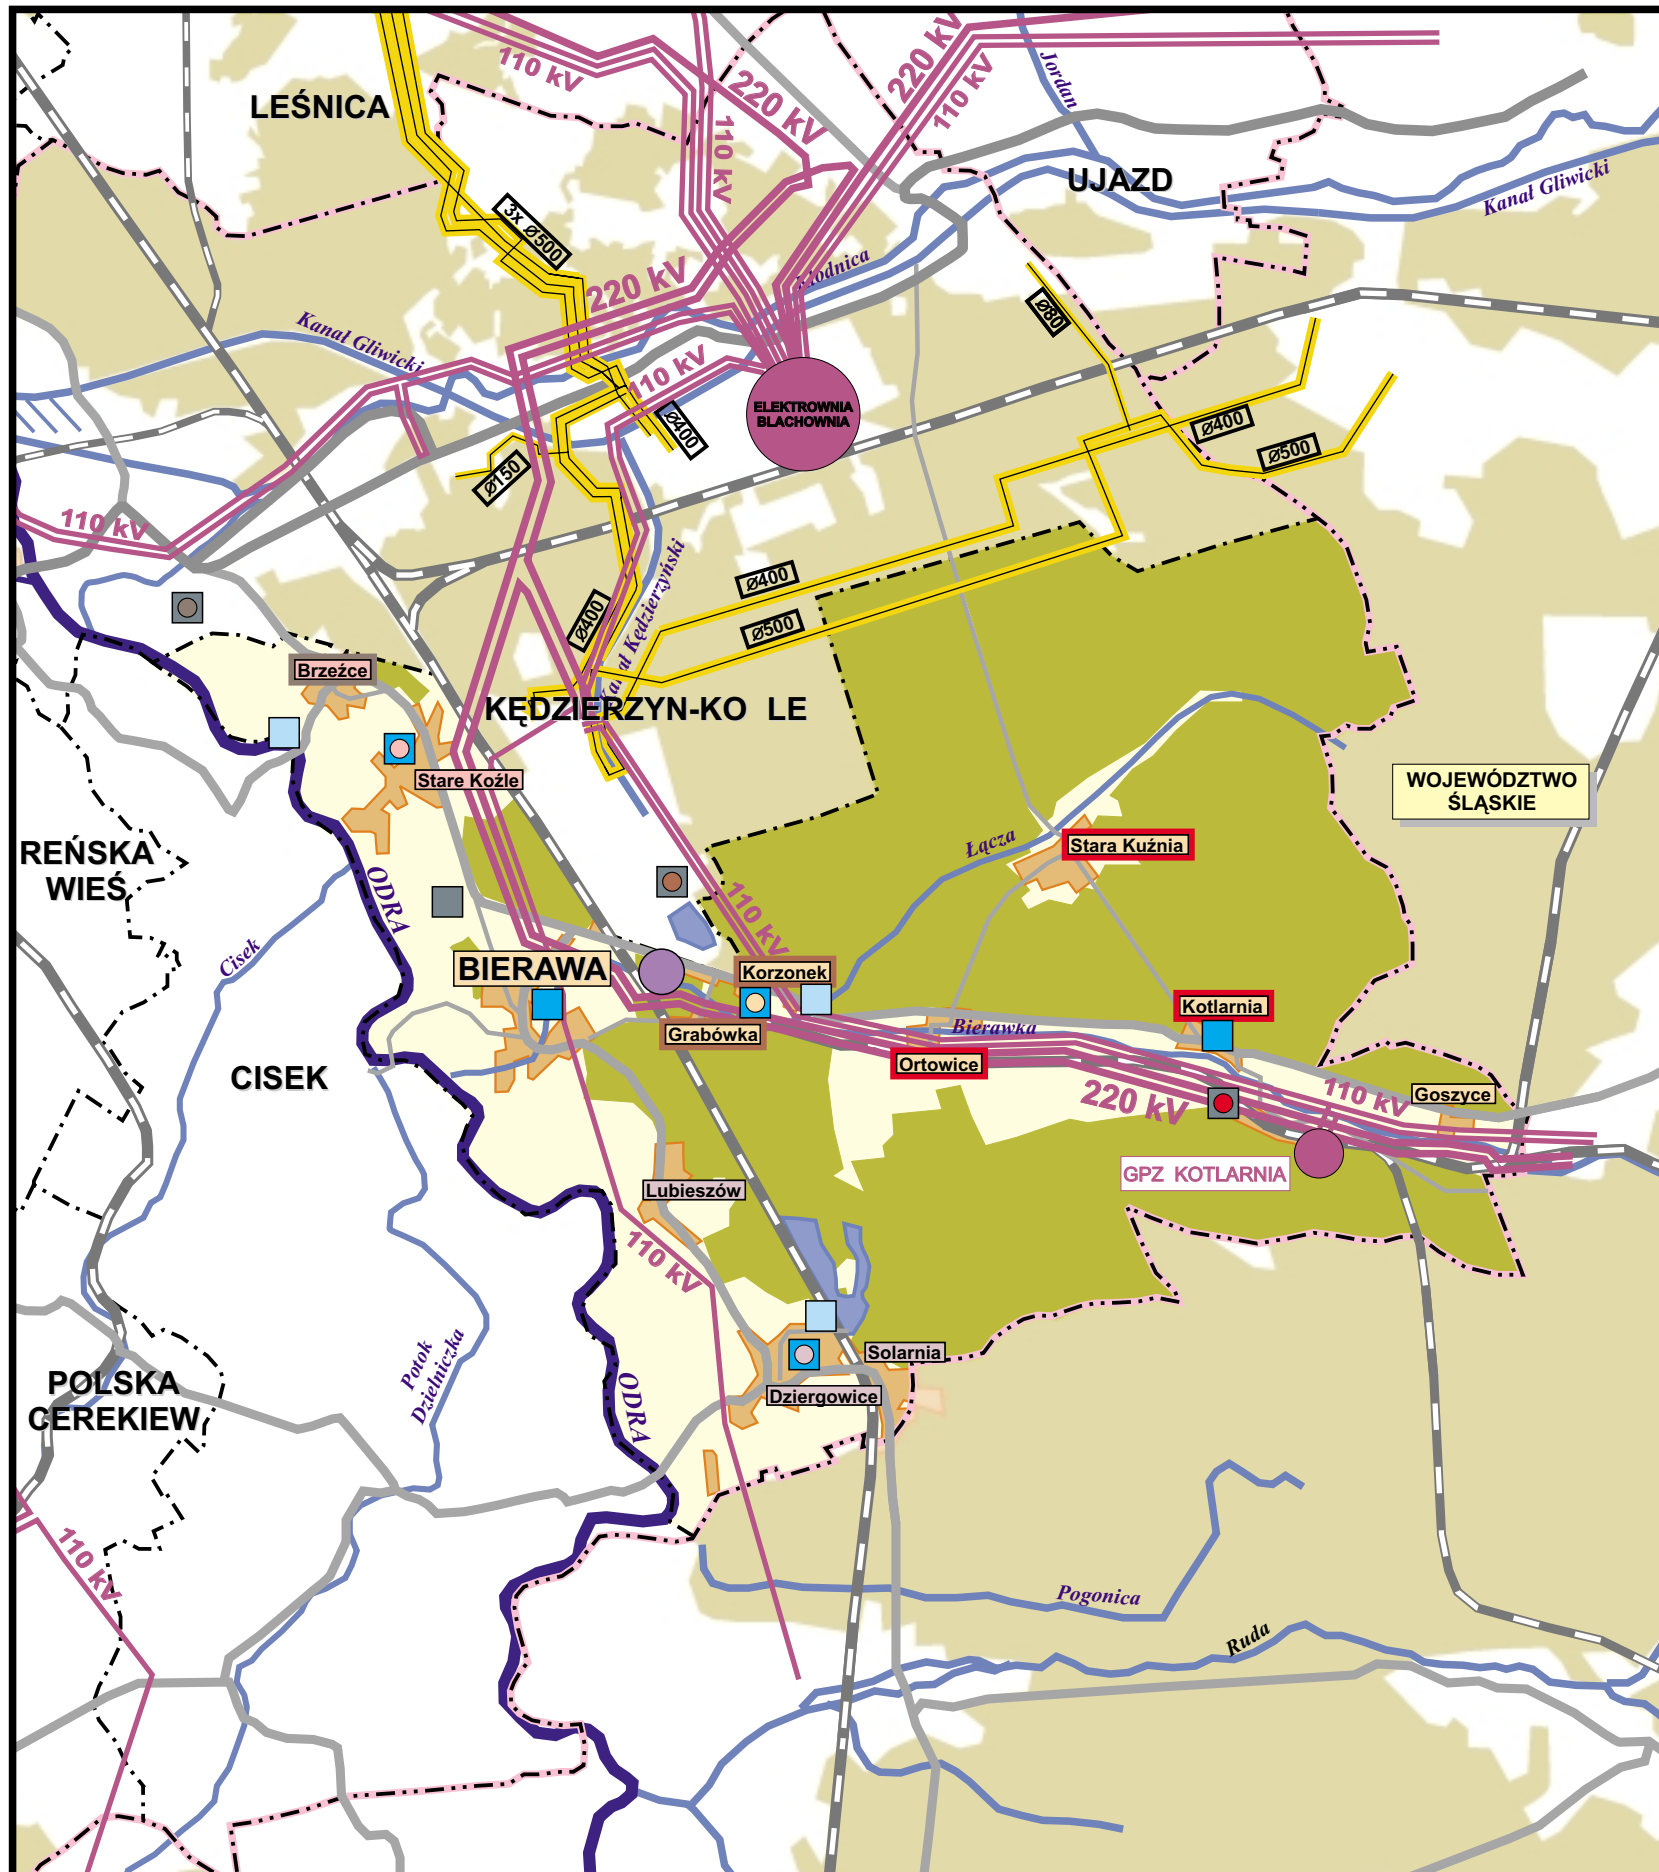 110 kV
220 kV
220 kV
110 kV
Jordan
LEŚNICA
110 kV
UJAZD
Kanał Gliwicki
3x ø500
220 kV
Kłodnica
ø80
Kanał Gliwicki
110 kV
ELEKTROWNIA
BLACHOWNIA
ø400
ø400
ø500
ø150
110 kV
ø400
ø500
ø400
Kanał Kędzierzyński
Brzeźce
KĘDZIERZYN-KO LE
Stare Koźle
WOJEWÓDZTWO
ŚLĄSKIE
REŃSKA
WIEŚ
Łącza
Stara Kuźnia
ODRA
110 kV
Cisek
BIERAWA
Korzonek
Kotlarnia
Grabówka
Bierawka
Ortowice
CISEK
220 kV
110 kV
Goszyce
GPZ KOTLARNIA
Lubieszów
110 kV
Potok
Dzielniczka
Solarnia
POLSKA
CEREKIEW
Dziergowice
ODRA
110 kV
Pogonica
Ruda